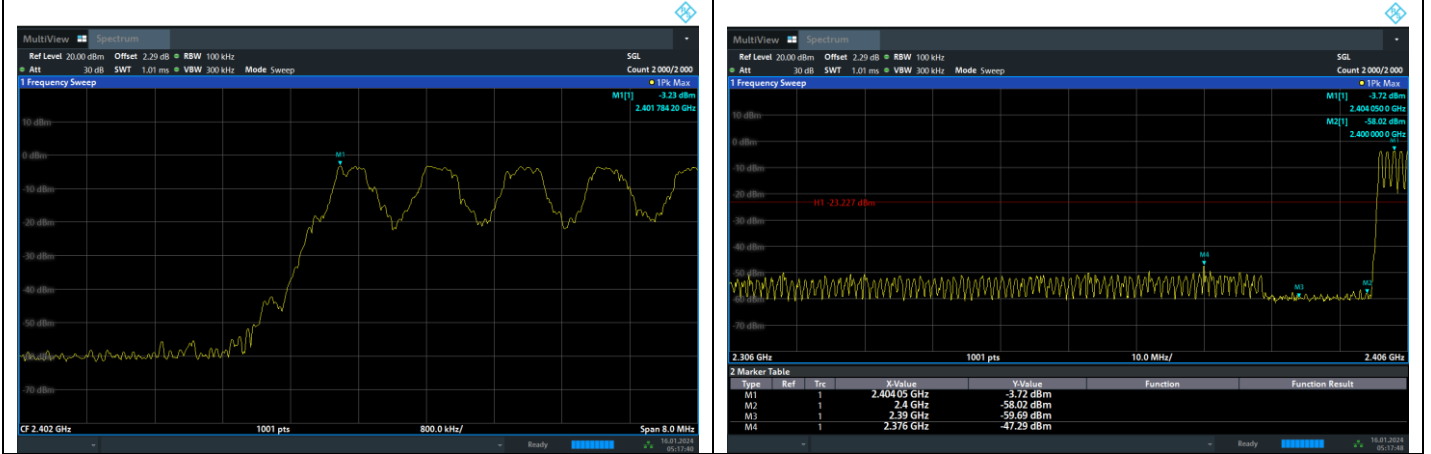 MultiView Spectrum
Ref Level 20.00 dBm Offset 2.29 dB RBW 100 kHz SGL
Att 30 dB SWT 1.01 ms VBW 300 kHz Mode Sweep Count 2 000/2 000
1 Frequency Sweep 1Pk Max
M1[1] -3.23 dBm
2.401 784 20 GHz
10 dBm
M1
0 dBm
-10 dBm
-20 dBm
-30 dBm
-40 dBm
-50 dBm
-60 dBm
-70 dBm
CF 2.402 GHz 1001 pts 800.0 kHz/ Span 8.0 MHz
Ready 16.01.2024
05:17:40
MultiView Spectrum
Ref Level 20.00 dBm Offset 2.29 dB RBW 100 kHz SGL
Att 30 dB SWT 1.01 ms VBW 300 kHz Mode Sweep Count 2 000/2 000
1 Frequency Sweep 1Pk Max
M1[1] -3.72 dBm
2.404 050 0 GHz
10 dBm
M2[1] -58.02 dBm
2.400 000 0 GHz
0 dBm
M1
-10 dBm
-20 dBm
H1 -23.227 dBm
-30 dBm
-40 dBm
M4
-50 dBm
M3 M2
-60 dBm
-70 dBm
2.306 GHz 1001 pts 10.0 MHz/ 2.406 GHz
2 Marker Table
Type Ref Trc X-Value Y-Value Function Function Result
M1 1 2.404 05 GHz -3.72 dBm
M2 1 2.4 GHz -58.02 dBm
M3 1 2.39 GHz -59.69 dBm
M4 1 2.376 GHz -47.29 dBm
Ready 16.01.2024
05:17:48